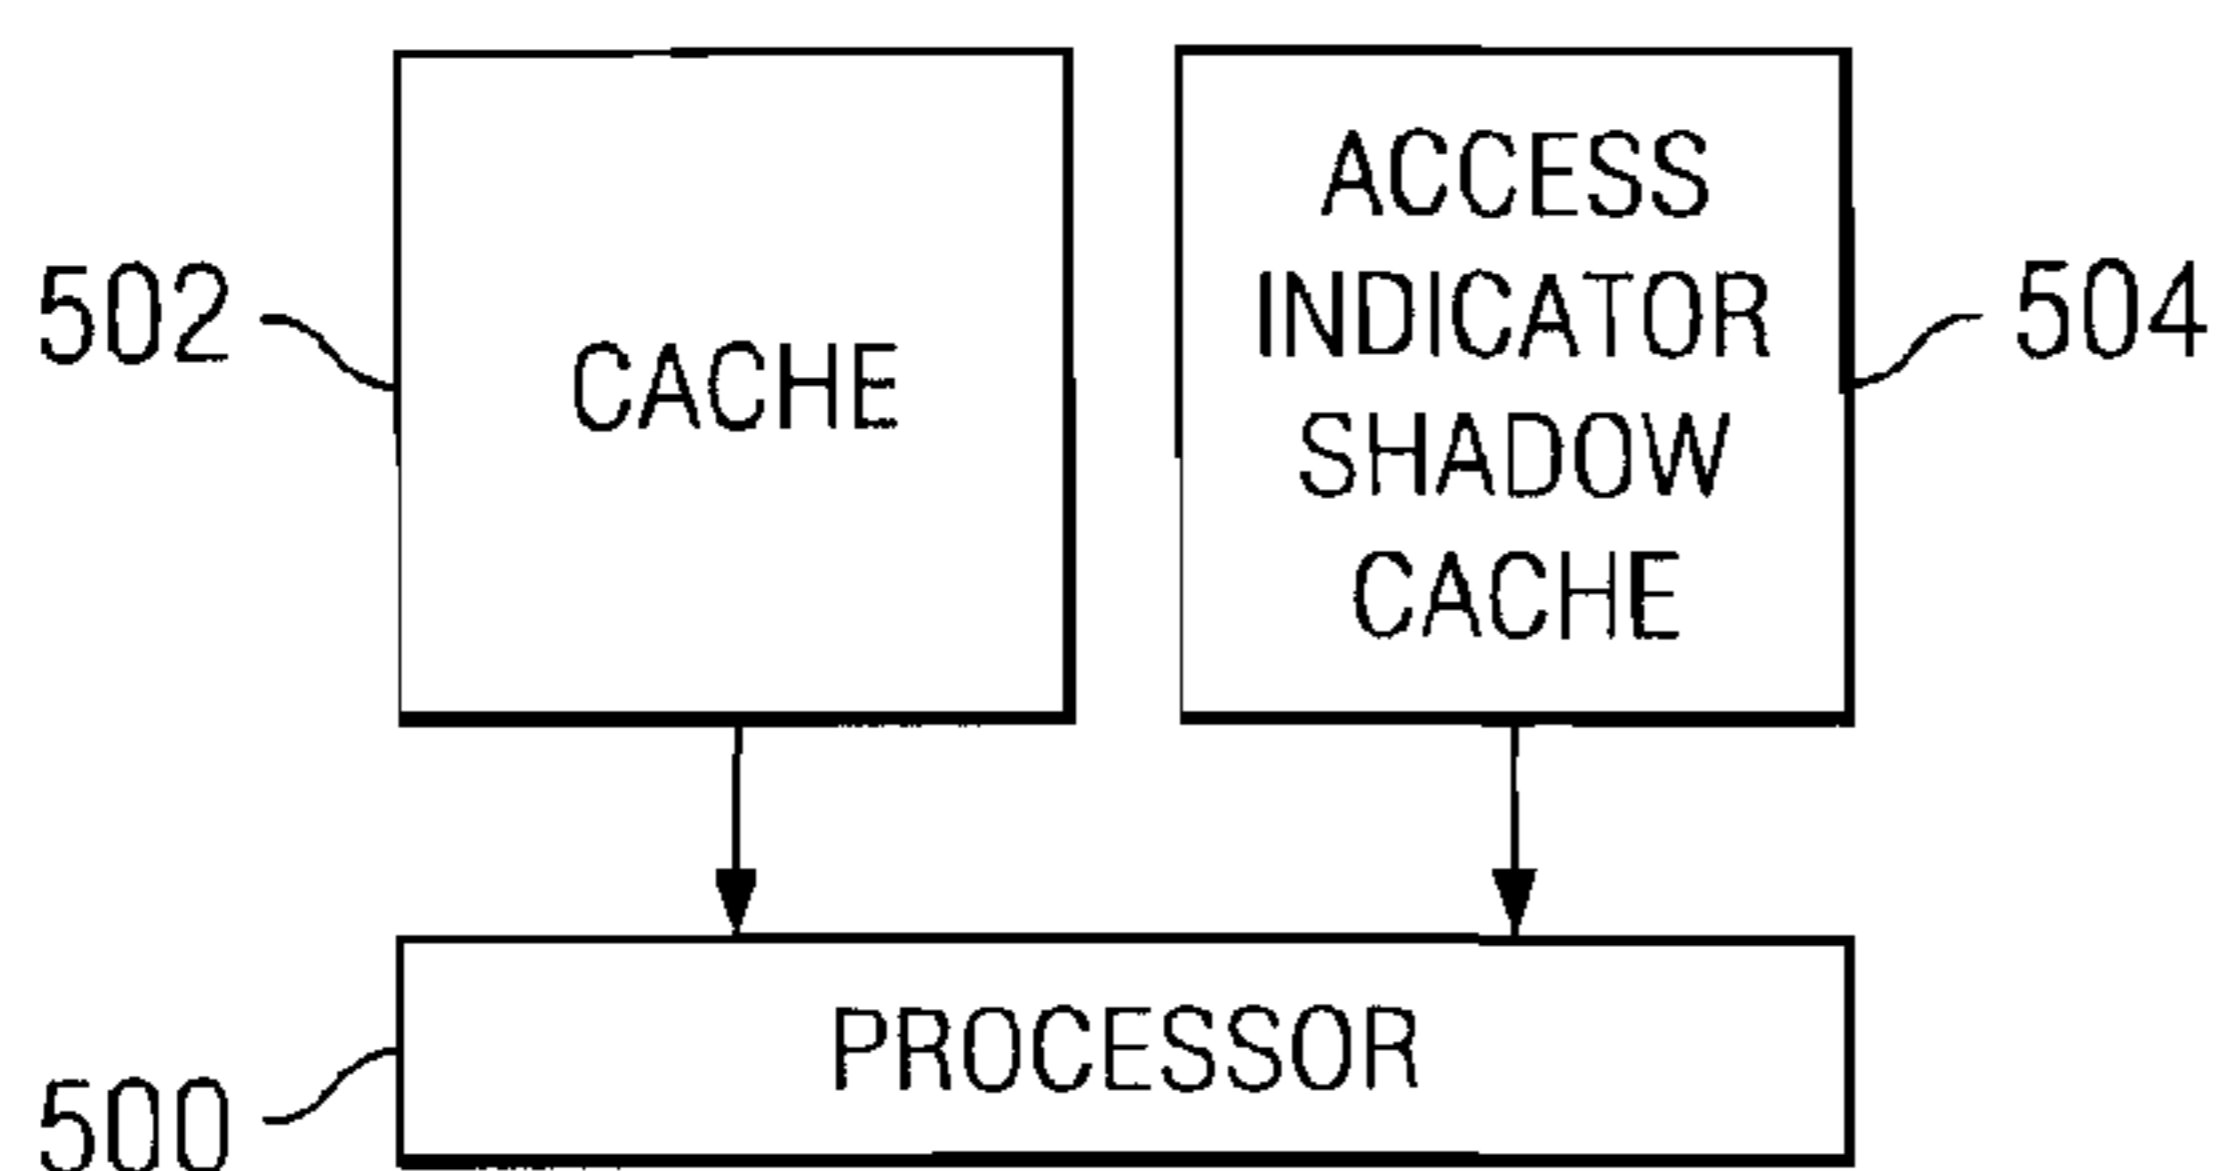 502
CACHE
ACCESS
INDICATOR
SHADOW
CACHE
504
500
PROCESSOR